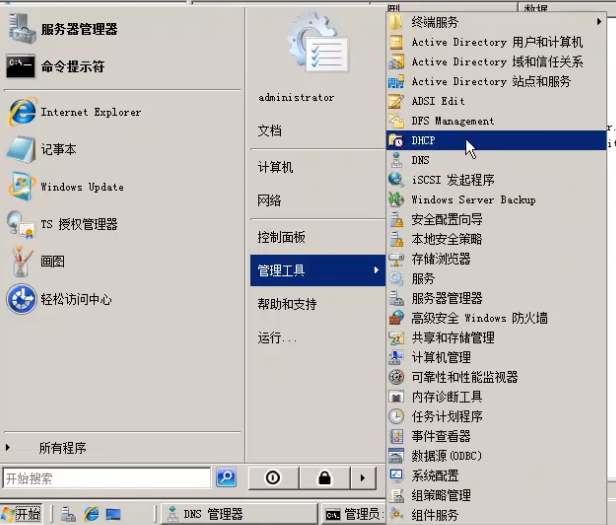 服务器管理器
命令提示符
Internet Explorer
记事本
Windows Update
TS 授权管理器
画图
轻松访问中心
所有程序
开始搜索
administrator
文档
计算机
网络
控制面板
管理工具
帮助和支持
运行...
数据
终端服务
Active Directory 用户和计算机
Active Directory 域和信任关系
Active Directory 站点和服务
ADSI Edit
DFS Management
DHCP
DNS
iSCSI 发起程序
Windows Server Backup
安全配置向导
本地安全策略
存储浏览器
服务
服务器管理器
高级安全 Windows 防火墙
共享和存储管理
计算机管理
可靠性和性能监视器
内存诊断工具
任务计划程序
事件查看器
数据源(ODBC)
系统配置
组策略管理
组件服务
开始
DNS 管理器
管理员: